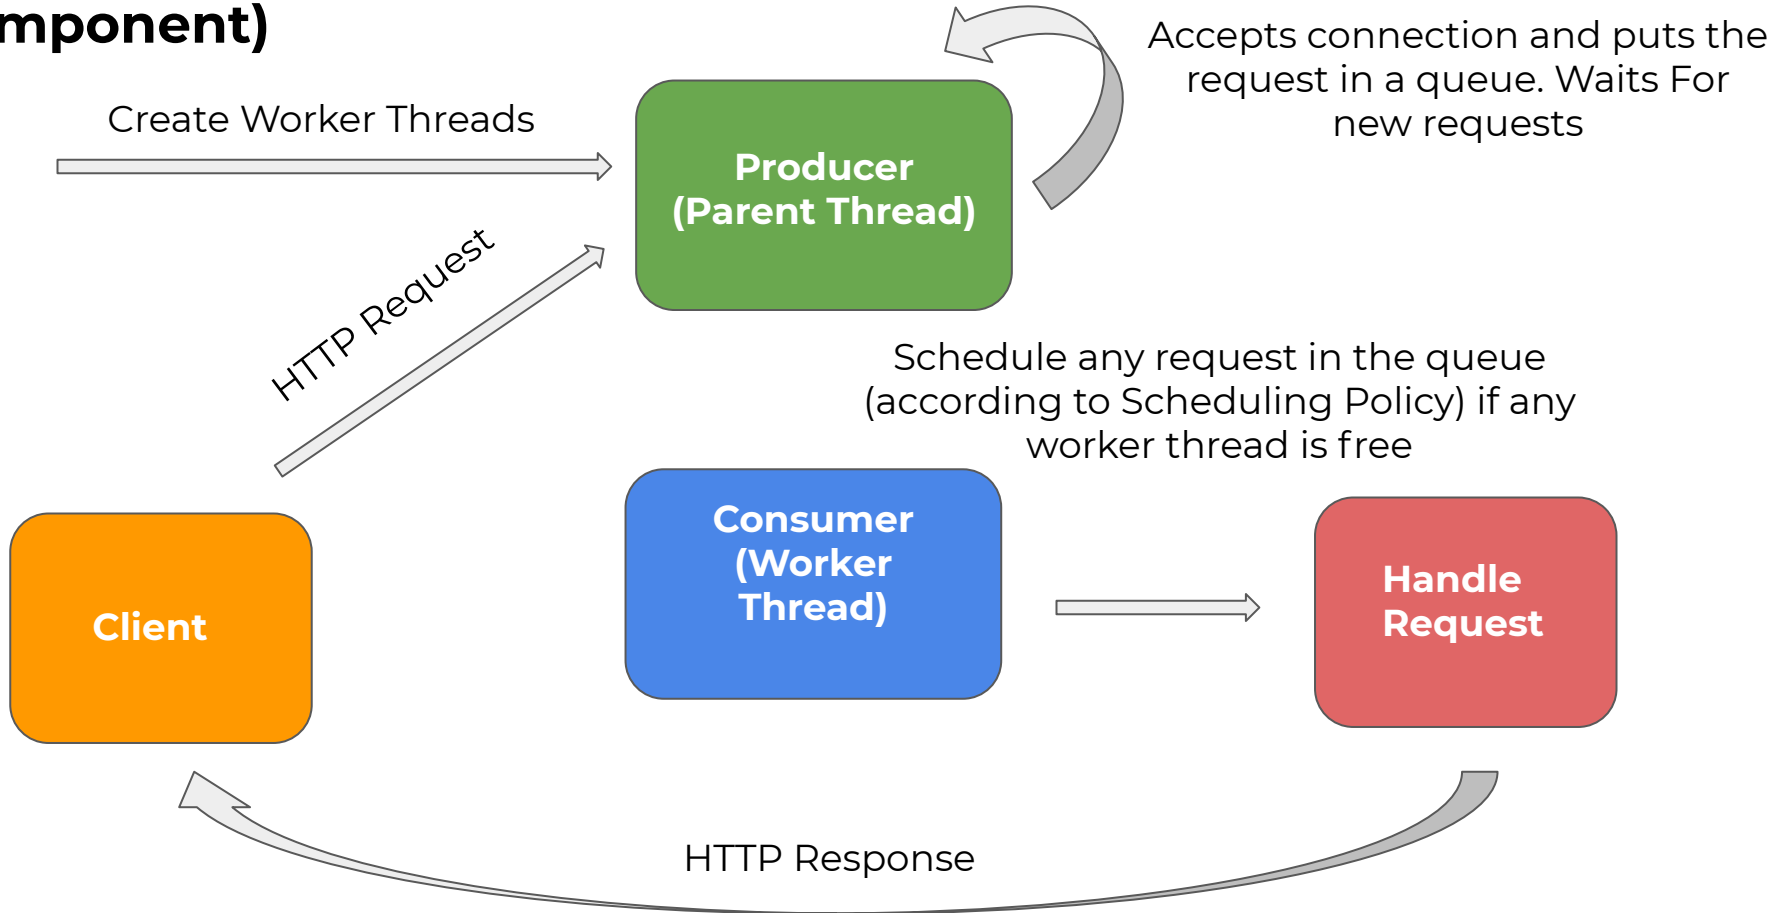 mponent)
Create Worker Threads
Accepts connection and puts the
request in a queue. Waits For
new requests
Producer
(Parent Thread)
HTTP Request
Schedule any request in the queue
(according to Scheduling Policy) if any
worker thread is free
Client
Consumer
(Worker
Thread)
Handle
Request
HTTP Response